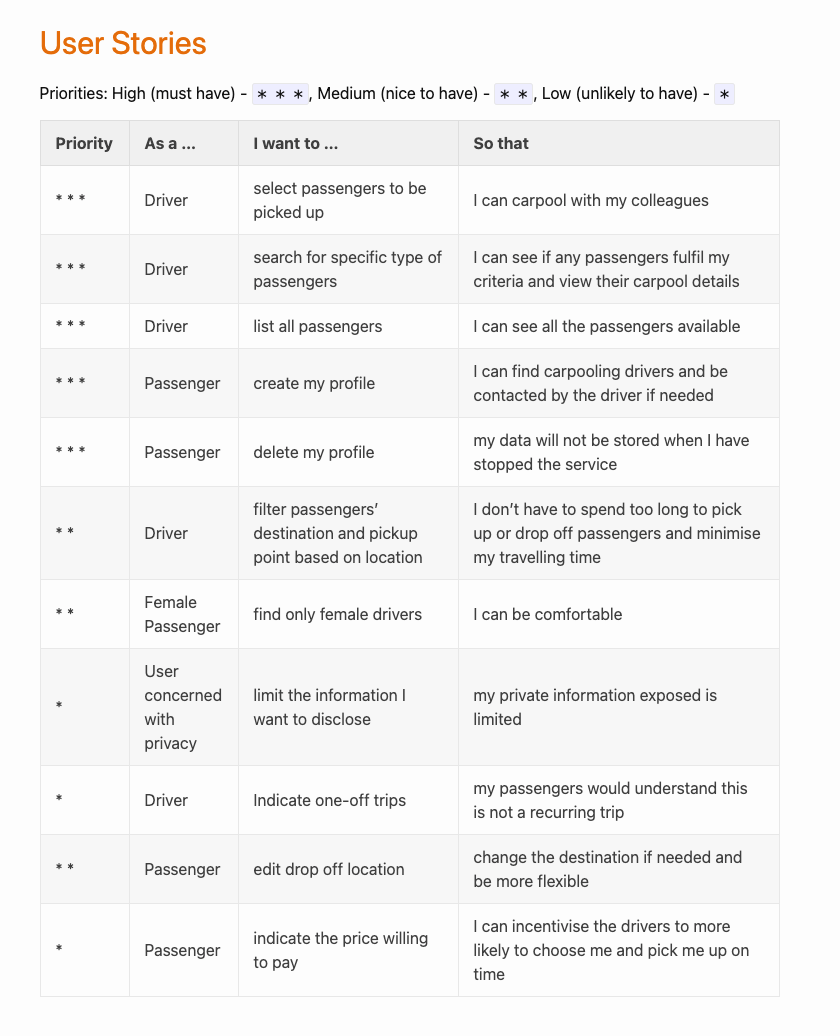 User Stories
Priorities: High (must have) - * * *, Medium (nice to have) - * *, Low (unlikely to have) - *
Priority As a ... I want to ... So that
* * * Driver select passengers to be picked up I can carpool with my colleagues
* * * Driver search for specific type of passengers I can see if any passengers fulfil my criteria and view their carpool details
* * * Driver list all passengers I can see all the passengers available
* * * Passenger create my profile I can find carpooling drivers and be contacted by the driver if needed
* * * Passenger delete my profile my data will not be stored when I have stopped the service
* * Driver filter passengers’ destination and pickup point based on location I don’t have to spend too long to pick up or drop off passengers and minimise my travelling time
* * Female Passenger find only female drivers I can be comfortable
* User concerned with privacy limit the information I want to disclose my private information exposed is limited
* Driver Indicate one-off trips my passengers would understand this is not a recurring trip
* * Passenger edit drop off location change the destination if needed and be more flexible
* Passenger indicate the price willing to pay I can incentivise the drivers to more likely to choose me and pick me up on time